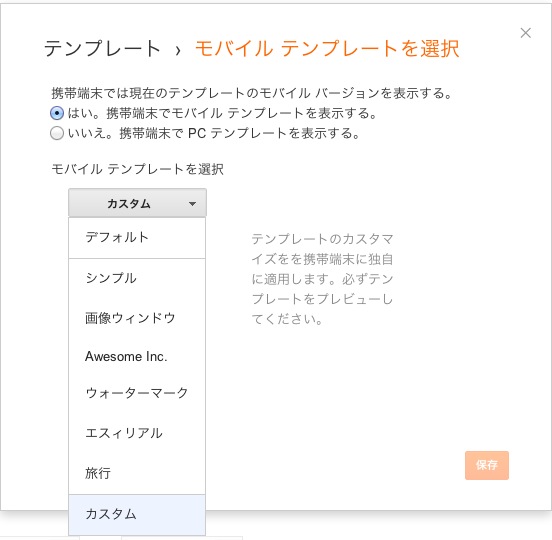 テンプレート › モバイル テンプレートを選択
携帯端末では現在のテンプレートのモバイル バージョンを表示する。
はい。携帯端末でモバイル テンプレートを表示する。
いいえ。携帯端末で PC テンプレートを表示する。
モバイル テンプレートを選択
カスタム
デフォルト
シンプル
画像ウィンドウ
Awesome Inc.
ウォーターマーク
エスィリアル
旅行
カスタム
テンプレートのカスタマ
イズをを携帯端末に独自
に適用します。必ずテン
プレートをプレビューし
てください。
保存